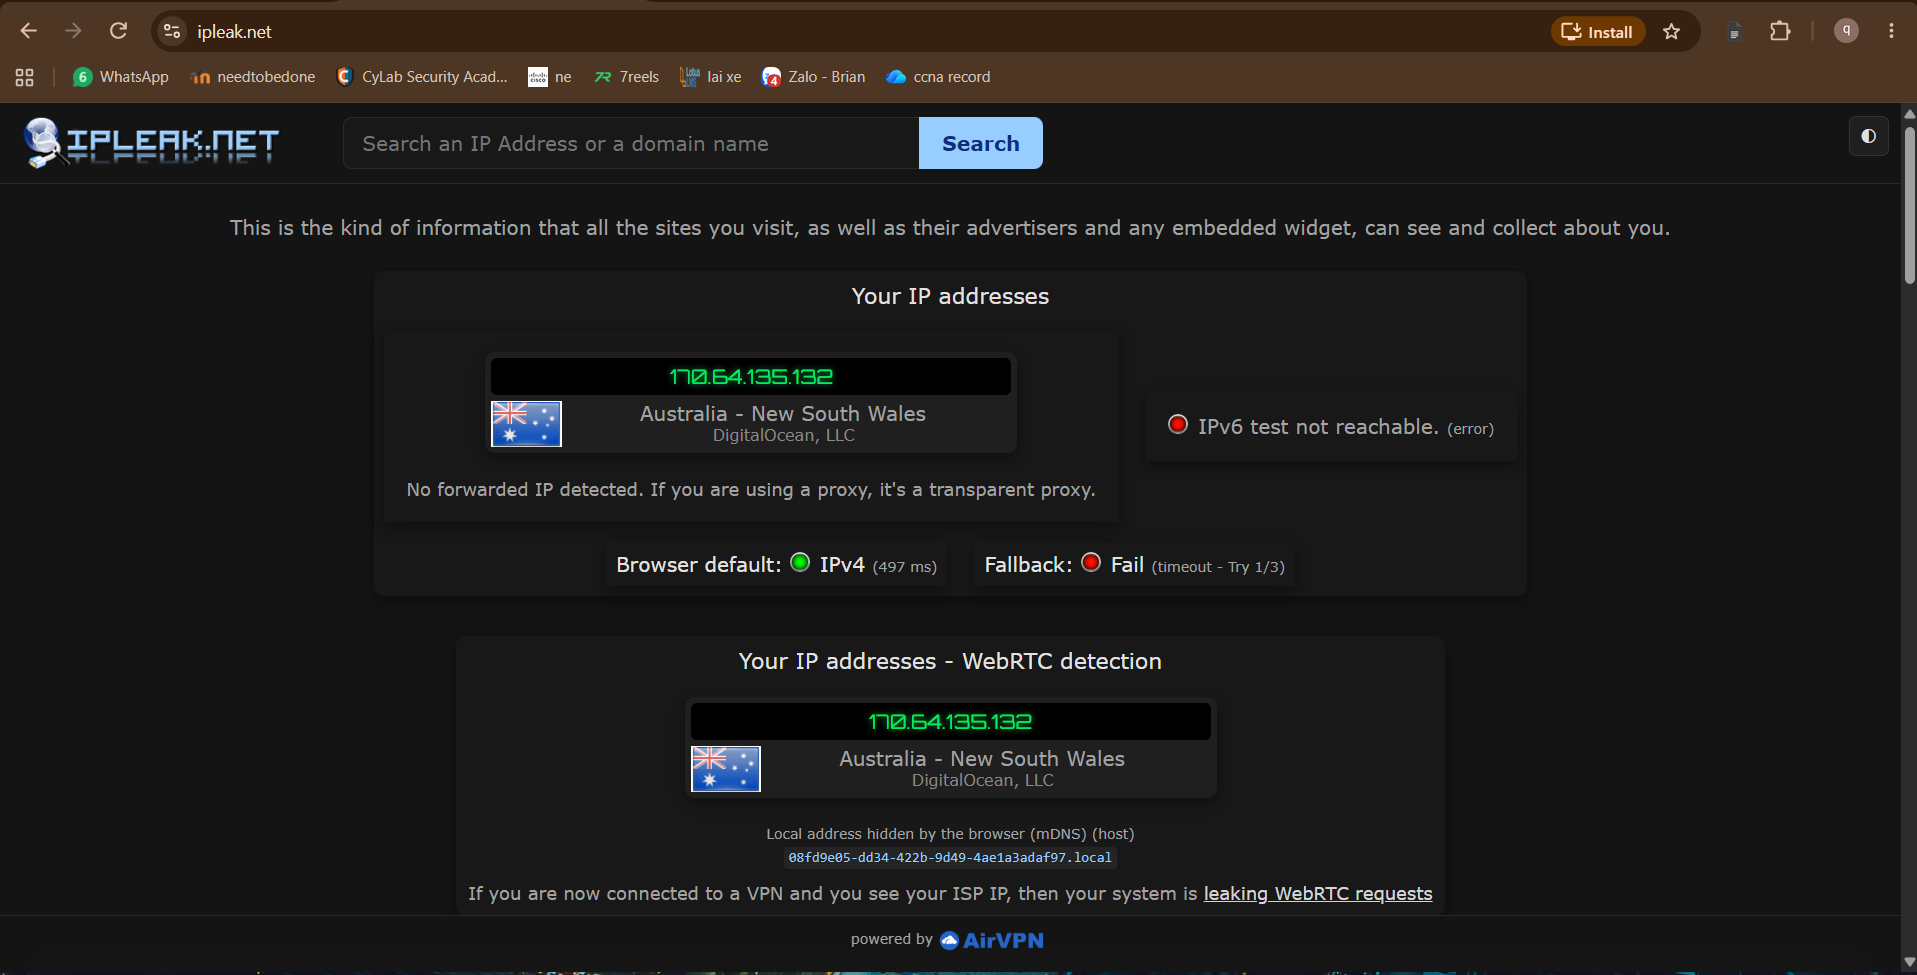 ipleak.net
Install
q
6 WhatsApp
needtobedone
CyLab Security Acad...
cisco ne
7R 7reels
lai xe
4 Zalo - Brian
ccna record
IPLEAK.NET
Search an IP Address or a domain name
Search
This is the kind of information that all the sites you visit, as well as their advertisers and any embedded widget, can see and collect about you.
Your IP addresses
170.64.135.132
Australia - New South Wales
DigitalOcean, LLC
No forwarded IP detected. If you are using a proxy, it's a transparent proxy.
IPv6 test not reachable. (error)
Browser default: IPv4 (497 ms)
Fallback: Fail (timeout - Try 1/3)
Your IP addresses - WebRTC detection
170.64.135.132
Australia - New South Wales
DigitalOcean, LLC
Local address hidden by the browser (mDNS) (host)
08fd9e05-dd34-422b-9d49-4ae1a3adaf97.local
If you are now connected to a VPN and you see your ISP IP, then your system is leaking WebRTC requests
powered by AirVPN